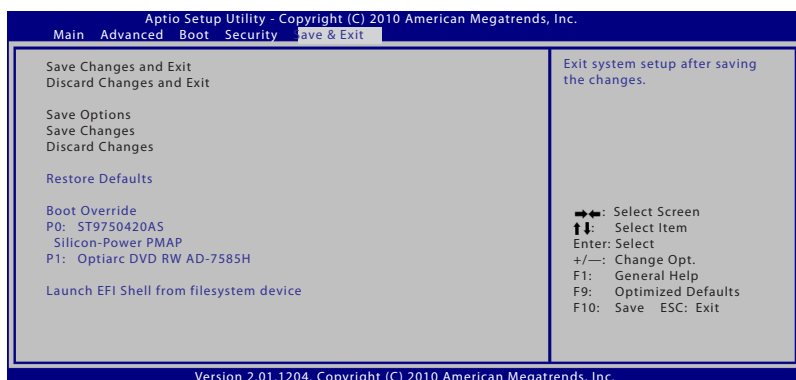 Aptio Setup Utility - Copyright (C) 2010 American Megatrends, Inc.
Main Advanced Boot Security Save & Exit
Save Changes and Exit
Discard Changes and Exit
Save Options
Save Changes
Discard Changes
Restore Defaults
Boot Override
P0: ST9750420AS
Silicon-Power PMAP
P1: Optiarc DVD RW AD-7585H
Launch EFI Shell from filesystem device
Exit system setup after saving
the changes.
→←: Select Screen
↑↓: Select Item
Enter: Select
+/—: Change Opt.
F1: General Help
F9: Optimized Defaults
F10: Save ESC: Exit
Version 2.01.1204. Copyright (C) 2010 American Megatrends, Inc.